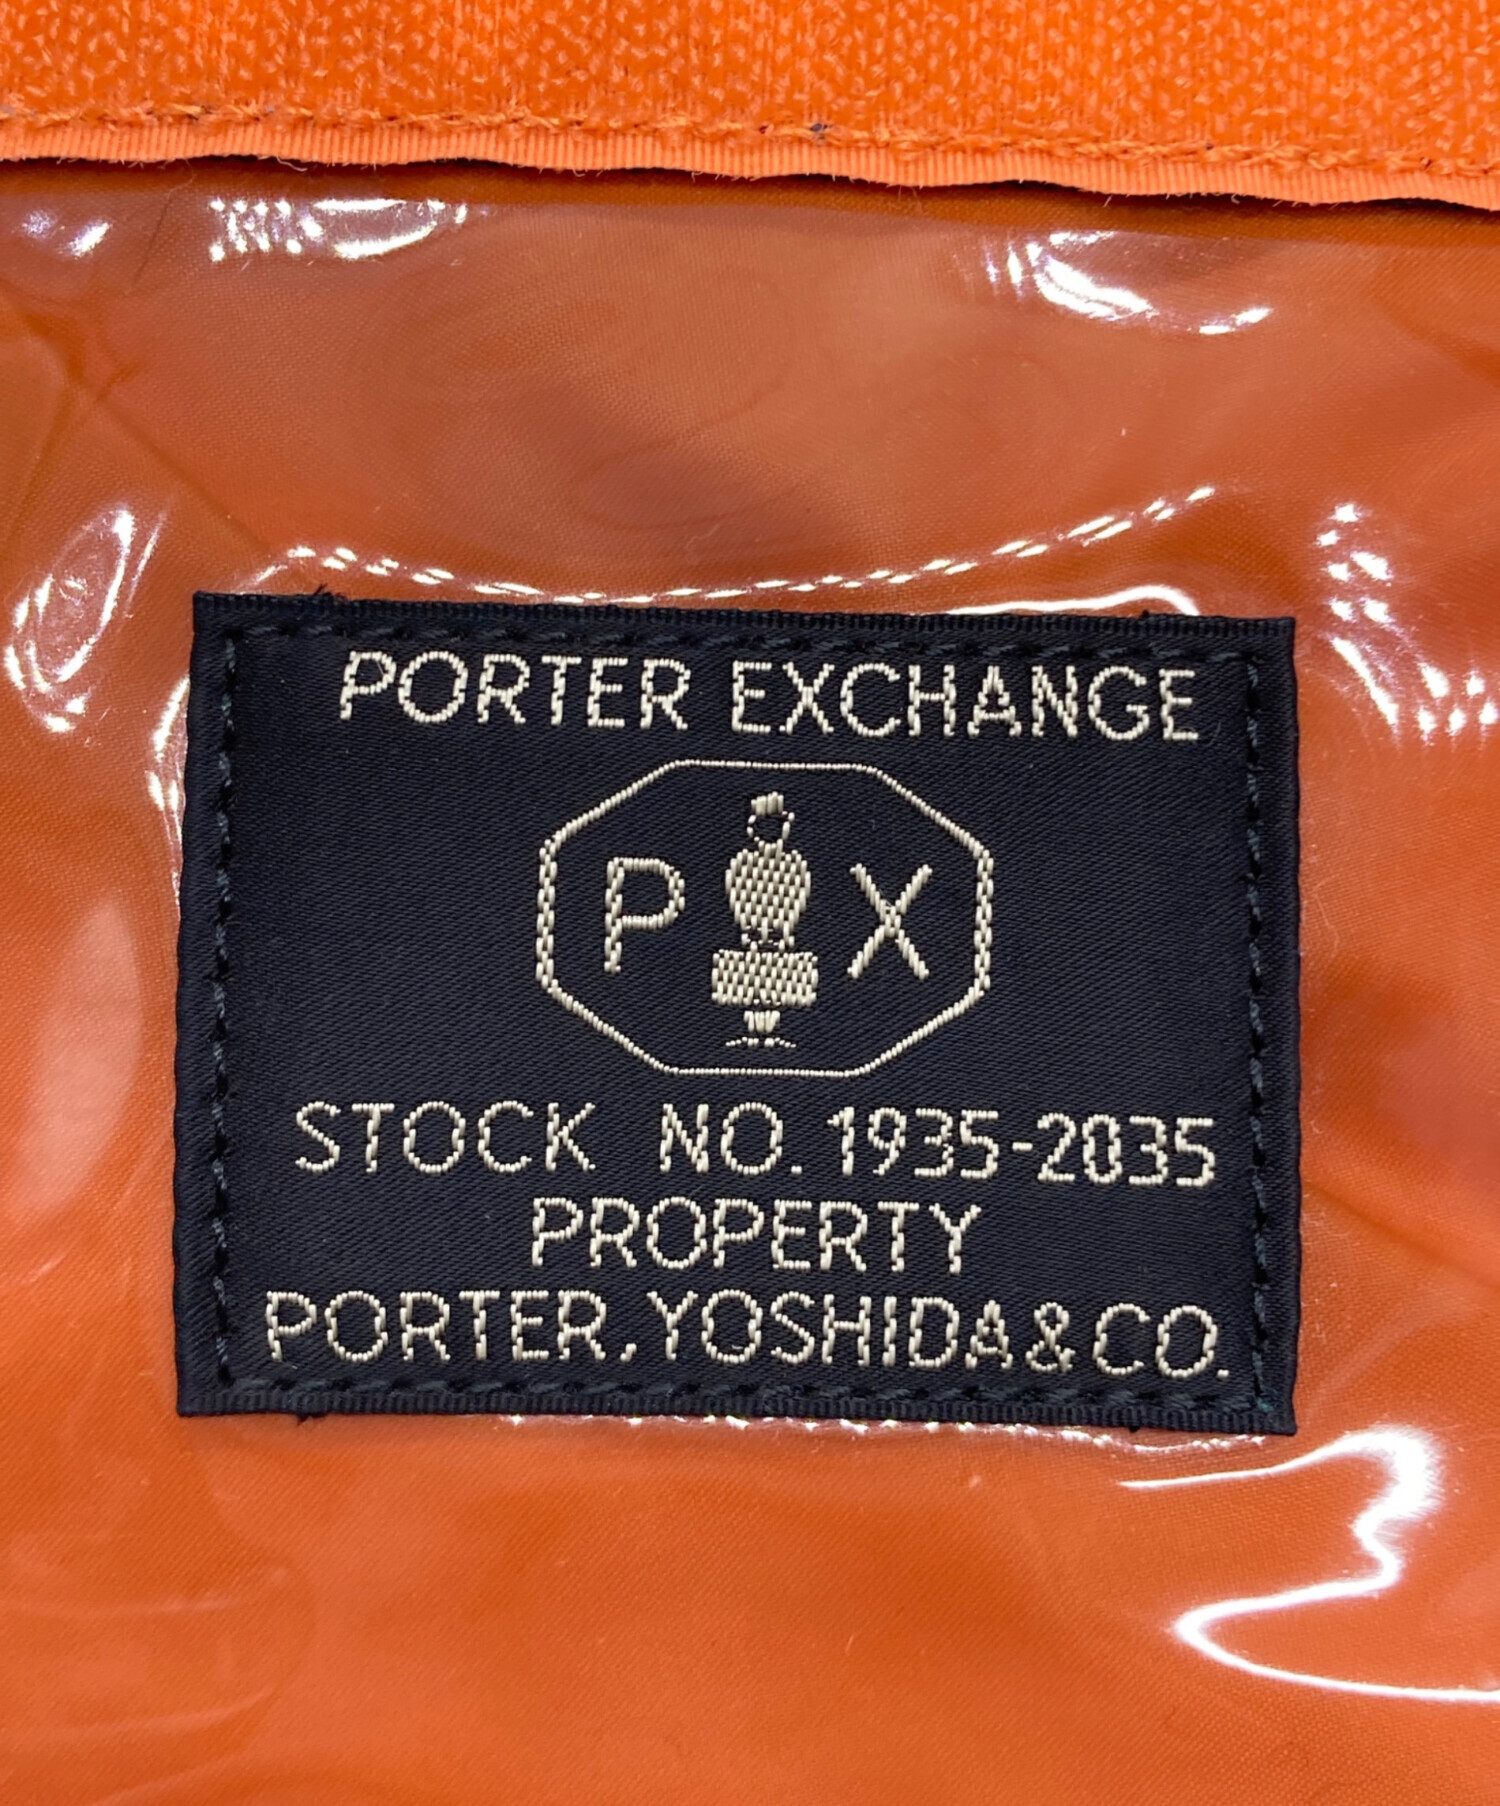 PORTER EXCHANGE
P X
STOCK NO. 1935-2035
PROPERTY
PORTER, YOSHIDA & CO.